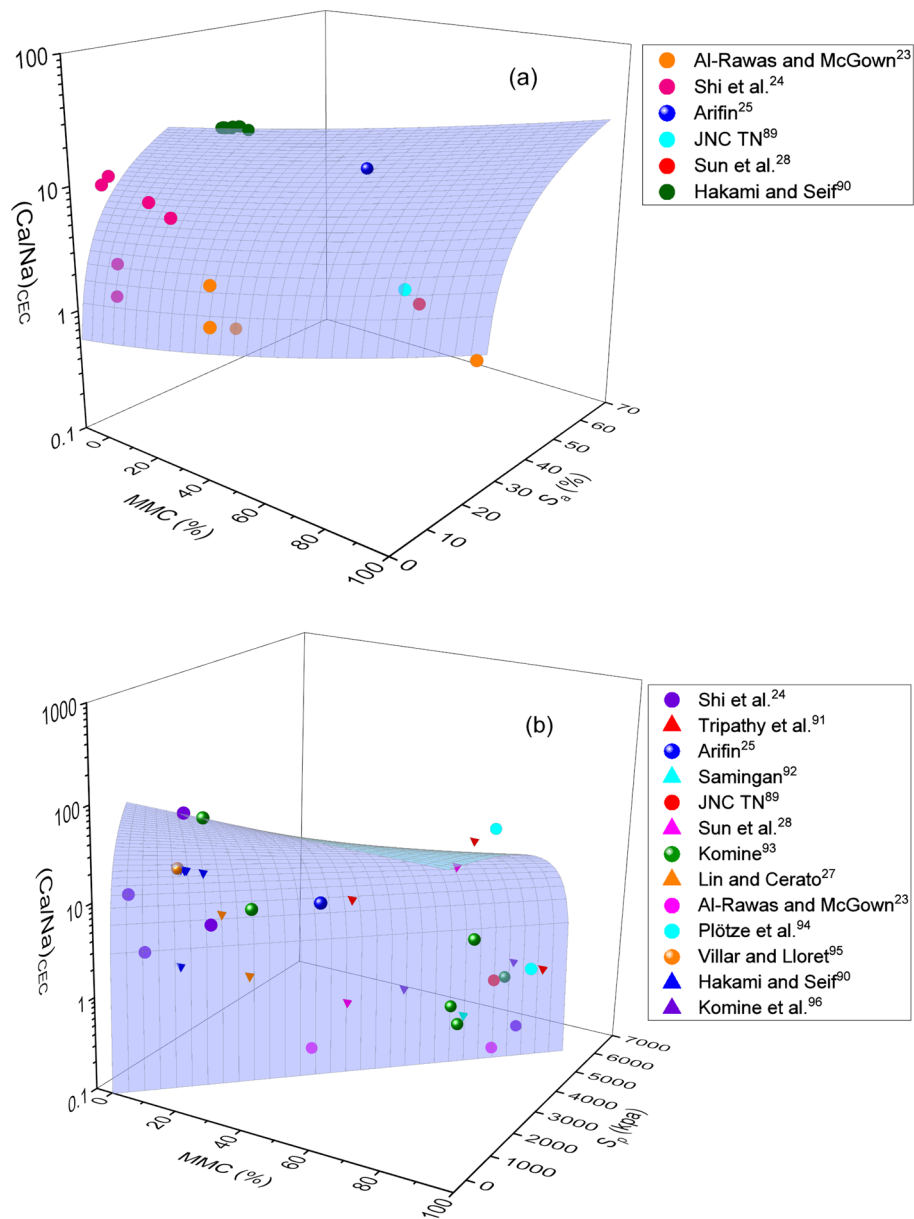 100
(a)
Al-Rawas and McGown23
Shi et al.24
Arifin25
JNC TN89
Sun et al.28
Hakami and Seif90
10
(Ca/Na)CEC
1
0.1
0
20
40
60
80
100
MMC (%)
0
10
20
30
40
50
60
70
Sa (%)
1000
(b)
Shi et al.24
Tripathy et al.91
Arifin25
Samingan92
JNC TN89
Sun et al.28
Komine93
Lin and Cerato27
Al-Rawas and McGown23
Plötze et al.94
Villar and Lloret95
Hakami and Seif90
Komine et al.96
100
(Ca/Na)CEC
10
1
0.1
0
20
40
60
80
100
MMC (%)
0
1000
2000
3000
4000
5000
6000
7000
Sp (kpa)